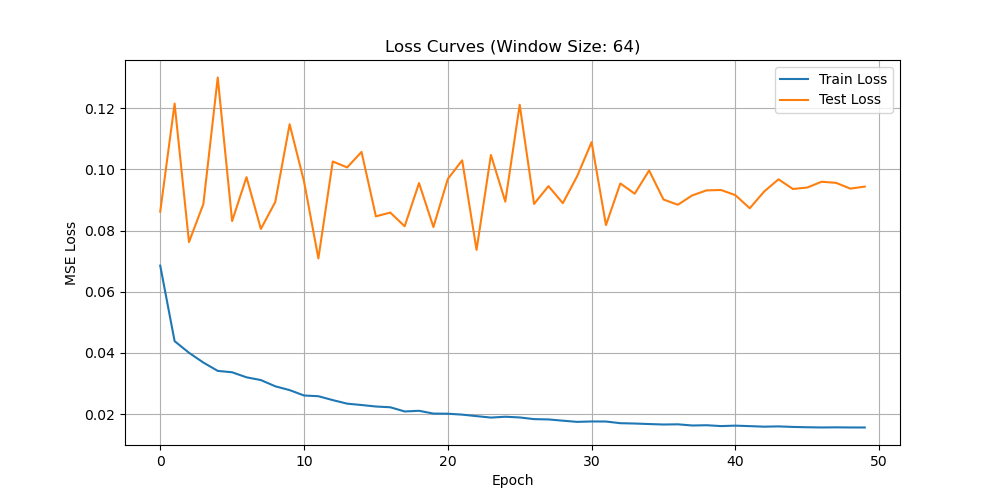 Loss Curves (Window Size: 64)
Train Loss
Test Loss
MSE Loss
0.12
0.10
0.08
0.06
0.04
0.02
0 10 20 30 40 50
Epoch